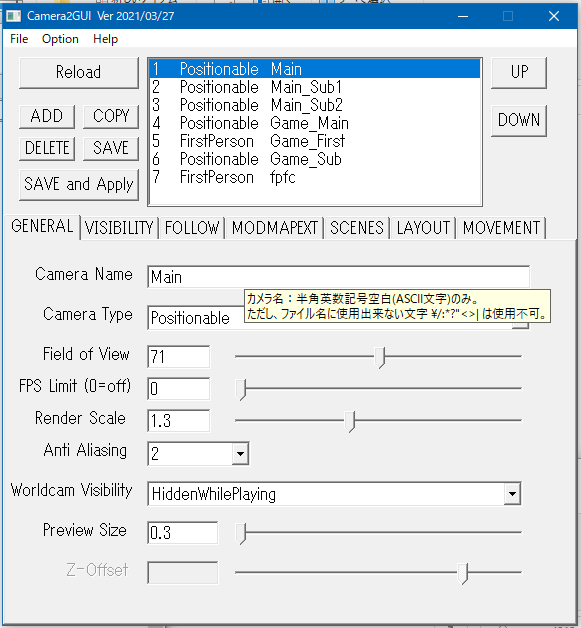 Camera2GUI Ver 2021/03/27
File Option Help
Reload
ADD COPY
DELETE SAVE
SAVE and Apply
1 Positionable Main
2 Positionable Main_Sub1
3 Positionable Main_Sub2
4 Positionable Game_Main
5 FirstPerson Game_First
6 Positionable Game_Sub
7 FirstPerson fpfc
UP
DOWN
GENERAL VISIBILITY FOLLOW MODMAPEXT SCENES LAYOUT MOVEMENT
Camera Name Main
カメラ名：半角英数記号空白(ASCII文字)のみ。
ただし、ファイル名に使用出来ない文字 ¥/:*?"<>| は使用不可。
Camera Type Positionable
Field of View 71
FPS Limit (0=off) 0
Render Scale 1.3
Anti Aliasing 2
Worldcam Visibility HiddenWhilePlaying
Preview Size 0.3
Z-Offset